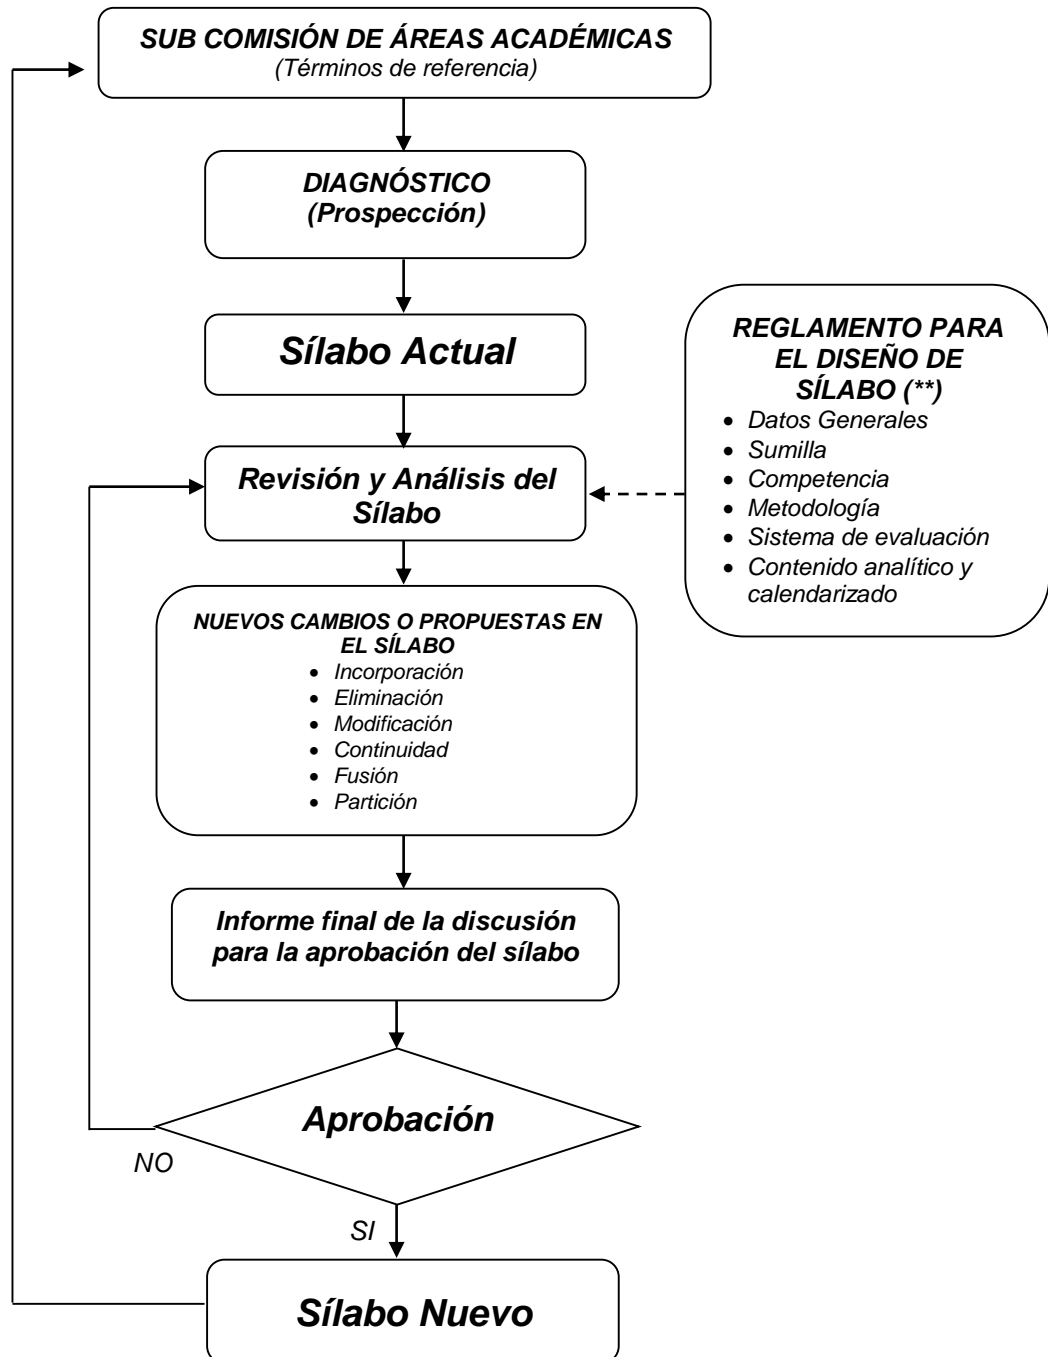 SUB COMISIÓN DE ÁREAS ACADÉMICAS
(Términos de referencia)
DIAGNÓSTICO
(Prospección)
Sílabo Actual
REGLAMENTO PARA
EL DISEÑO DE
SÍLABO (**)
• Datos Generales
• Sumilla
• Competencia
• Metodología
• Sistema de evaluación
• Contenido analítico y
calendarizado
Revisión y Análisis del
Sílabo
NUEVOS CAMBIOS O PROPUESTAS EN
EL SÍLABO
• Incorporación
• Eliminación
• Modificación
• Continuidad
• Fusión
• Partición
Informe final de la discusión
para la aprobación del sílabo
Aprobación
NO
SI
Sílabo Nuevo